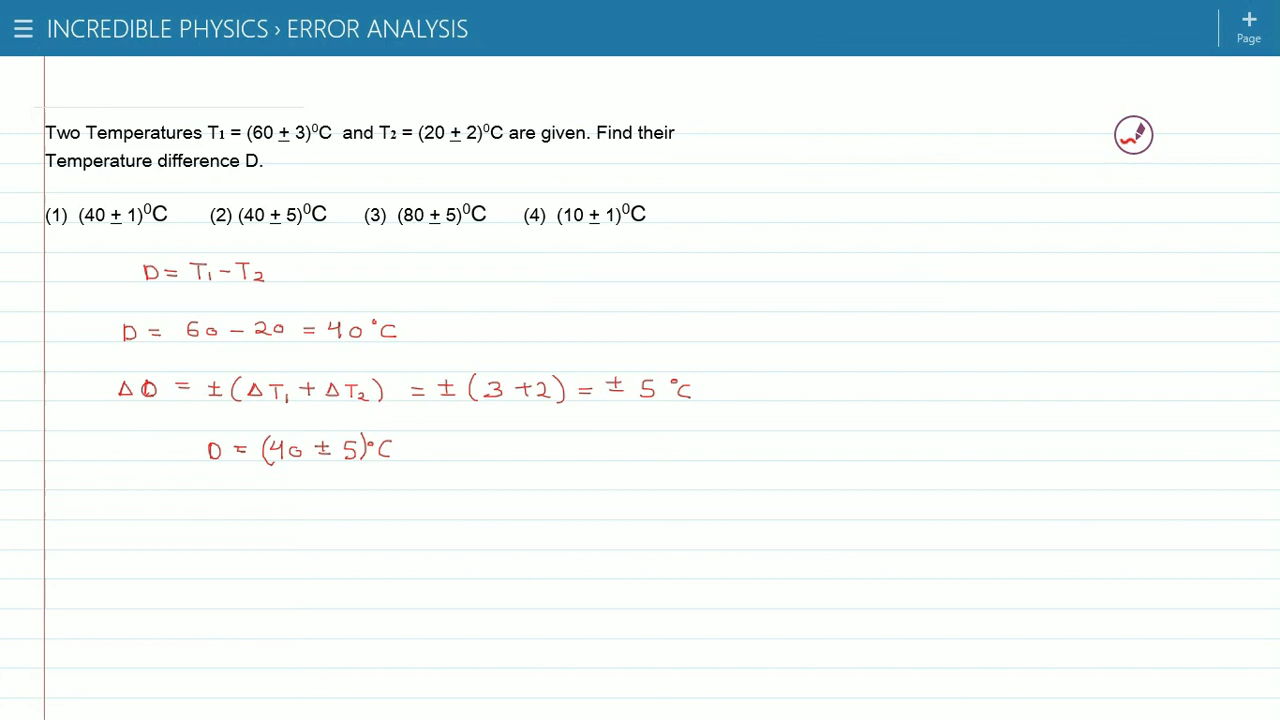 INCREDIBLE PHYSICS › ERROR ANALYSIS
Page
Two Temperatures T₁ = (60 ± 3)⁰C and T₂ = (20 ± 2)⁰C are given. Find their
Temperature difference D.
(1) (40 ± 1)⁰C (2) (40 ± 5)⁰C (3) (80 ± 5)⁰C (4) (10 ± 1)⁰C
D = T₁ - T₂
D = 60 - 20 = 40 °C
ΔD = ± (ΔT₁ + ΔT₂) = ± (3 + 2) = ± 5 °C
D = (40 ± 5)°C